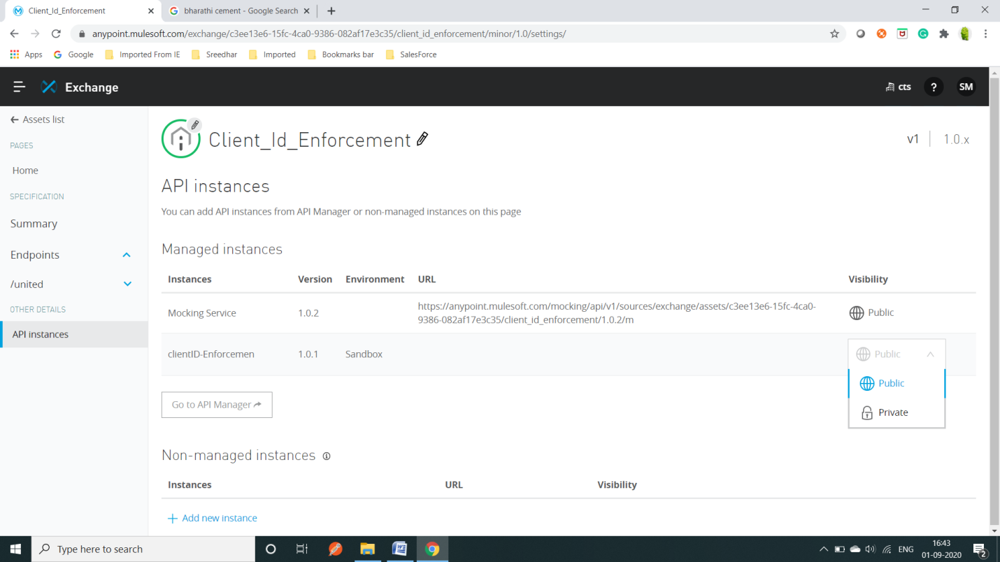 Client_Id_Enforcement
bharathi cement - Google Search
anypoint.mulesoft.com/exchange/c3ee13e6-15fc-4ca0-9386-082af17e3c35/client_id_enforcement/minor/1.0/settings/
Apps Google Imported From IE Sreedhar Imported Bookmarks bar SalesForce
Exchange
cts ? SM
Assets list
PAGES
Home
SPECIFICATION
Summary
Endpoints
/united
OTHER DETAILS
API instances
Client_Id_Enforcement
v1 1.0.x
API instances
You can add API instances from API Manager or non-managed instances on this page
Managed instances
Instances Version Environment URL Visibility
Mocking Service 1.0.2 https://anypoint.mulesoft.com/mocking/api/v1/sources/exchange/assets/c3ee13e6-15fc-4ca0-
9386-082af17e3c35/client_id_enforcement/1.0.2/m Public
clientID-Enforcemen 1.0.1 Sandbox Public
Public
Private
Go to API Manager
Non-managed instances
Instances URL Visibility
+ Add new instance
Type here to search
ENG
16:43
01-09-2020
2